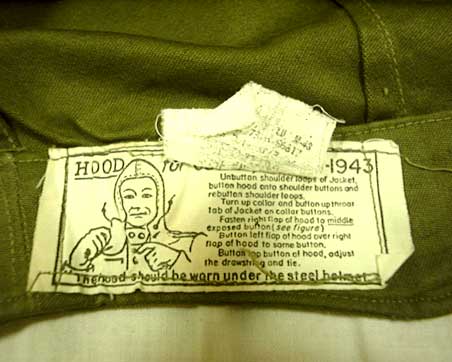 M-43
HOOD for -1943
Unbutton shoulder loops of Jacket,
button hood onto shoulder buttons and
rebutton shoulder loops.
Turn up collar and button upthroat
tab of Jacket on collar buttons.
Fasten right flap of hood to middle
exposed button (see figure)
Button left flap of hood over right
flap of hood to same button.
Button top button of hood, adjust
the drawstring and tie.
The hood should be worn under the steel helmet